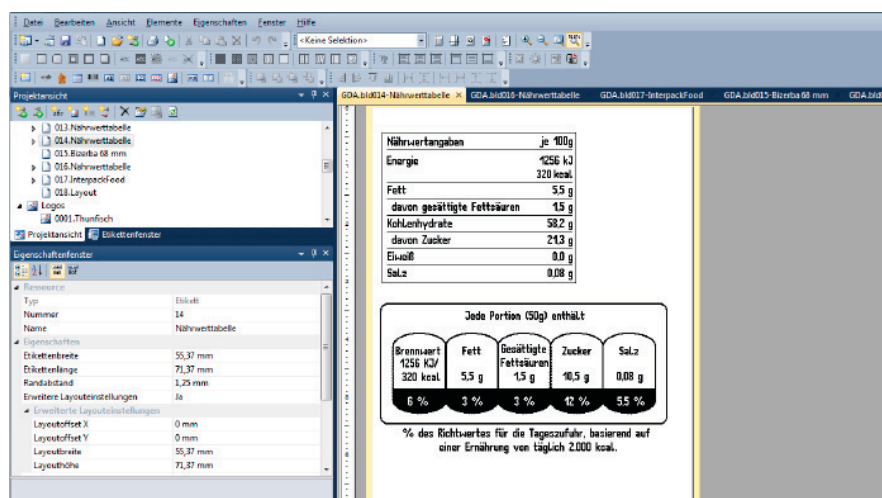 Datei Bearbeiten Ansicht Elemente Eigenschaften Fenster Hilfe
<Keine Selektion>
Projektansicht
013.Nährwerttabelle
014.Nährwerttabelle
015.Bizerba 68 mm
016.Nährwerttabelle
017.InterpackFood
018.Layout
Logos
0001.Thunfisch
Projektansicht Etikettenfenster
Eigenschaftenfenster
Ressource
Typ Etikett
Nummer 14
Name Nährwerttabelle
Eigenschaften
Etikettenbreite 55,37 mm
Etikettenlänge 71,37 mm
Randabstand 1,25 mm
Erweitere Layouteinstellungen Ja
Erweiterte Layouteinstellungen
Layoutoffset X 0 mm
Layoutoffset Y 0 mm
Layoutbreite 55,37 mm
Layouthöhe 71,37 mm
GDA.bld014-Nährwerttabelle GDA.bld016-Nährwerttabelle GDA.bld017-InterpackFood GDA.bld015-Bizerba 68 mm GDA.bld0
Nährwertangaben je 100g
Energie 1256 kJ
320 kcal
Fett 5,5 g
davon gesättigte Fettsäuren 1,5 g
Kohlenhydrate 58,2 g
davon Zucker 21,3 g
Eiweiß 0,0 g
Salz 0,08 g
Jede Portion (50g) enthält
Brennwert Fett Gesättigte Fettsäuren Zucker Salz
1256 KJ/
320 kcal 5,5 g 1,5 g 10,5 g 0,08 g
6 % 3 % 3 % 12 % 5.5 %
% des Richtwertes für die Tageszufuhr, basierend auf
einer Ernährung von täglich 2.000 kcal.